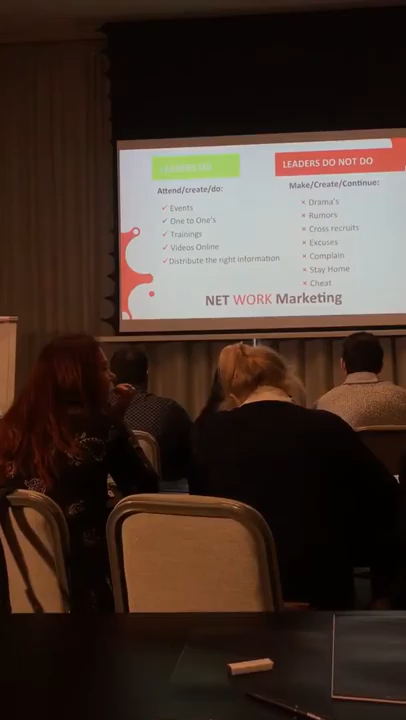 LEADERS DO
Attend/create/do:
✓ Events
✓ One to One's
✓ Trainings
✓ Videos Online
✓ Distribute the right information
LEADERS DO NOT DO
Make/Create/Continue:
× Drama's
× Rumors
× Cross recruits
× Excuses
× Complain
× Stay Home
× Cheat
NET WORK Marketing